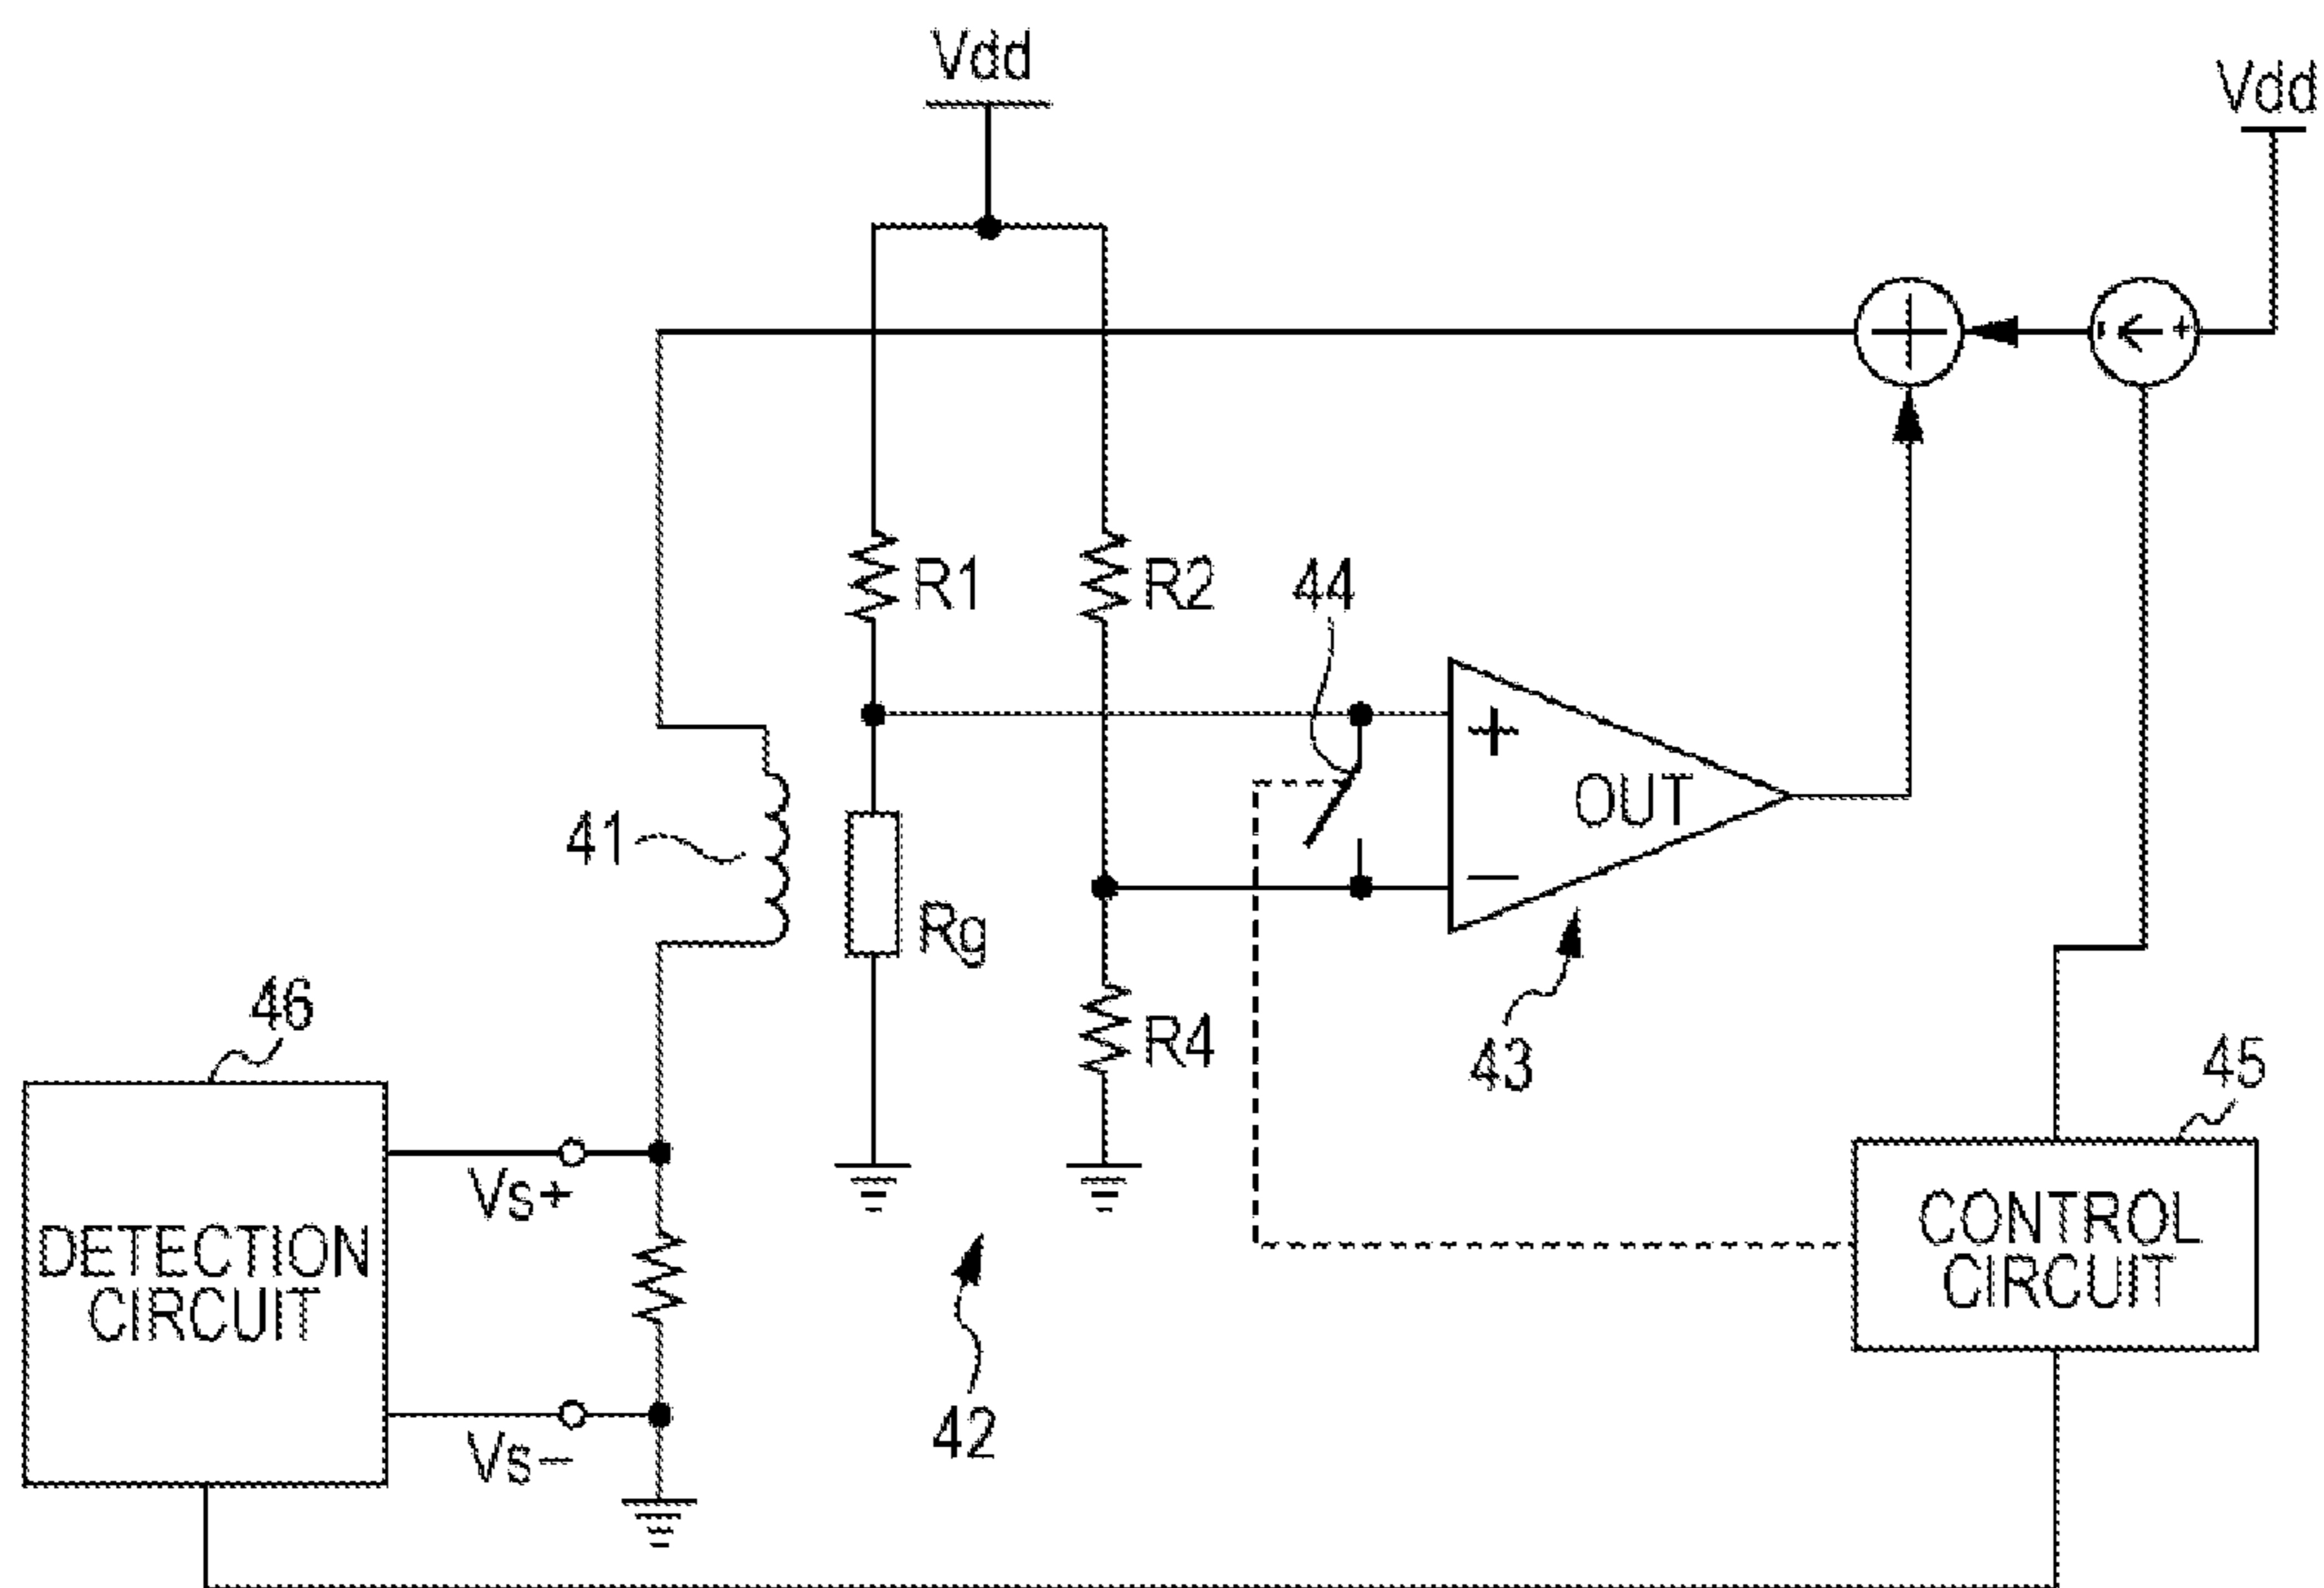 Vdd
Vdd
R1
R2
44
+
OUT
−
41
Rg
R4
43
46
45
Vs+
DETECTION
CIRCUIT
CONTROL
CIRCUIT
Vs−
42